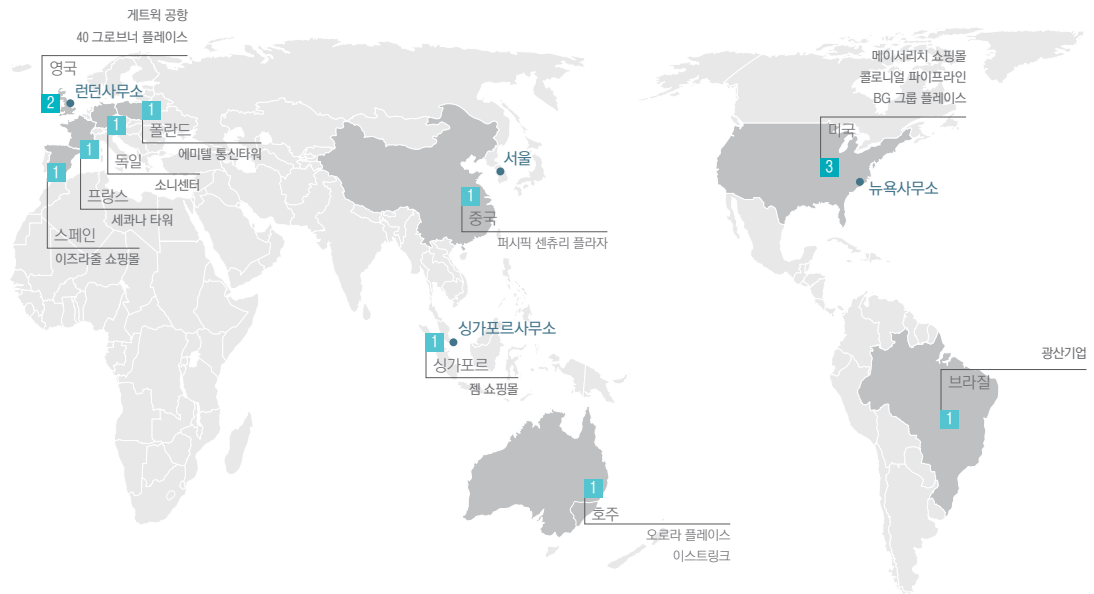 게트윅 공항
40 그로브너 플레이스
영국
2
런던사무소
1
폴란드
에미텔 통신타워
1
독일
소니센터
1
프랑스
세콰나 타워
1
스페인
이즈라줄 쇼핑몰
서울
1
중국
퍼시픽 센츄리 플라자
싱가포르사무소
1
싱가포르
젬 쇼핑몰
1
호주
오로라 플레이스
이스트링크
메이서리치 쇼핑몰
콜로니얼 파이프라인
BG 그룹 플레이스
미국
3
뉴욕사무소
광산기업
브라질
1